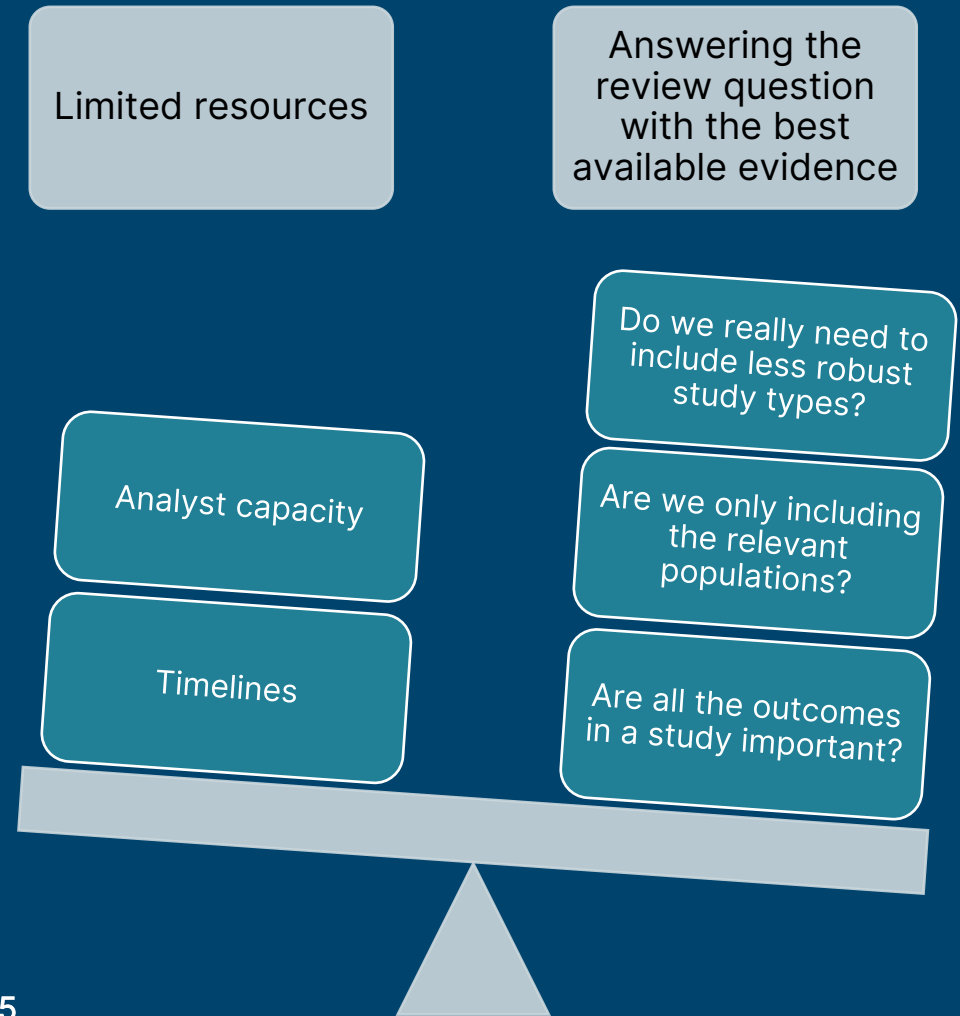 Limited resources
Answering the
review question
with the best
available evidence
Analyst capacity
Timelines
Do we really need to
include less robust
study types?
Are we only including
the relevant
populations?
Are all the outcomes
in a study important?
5